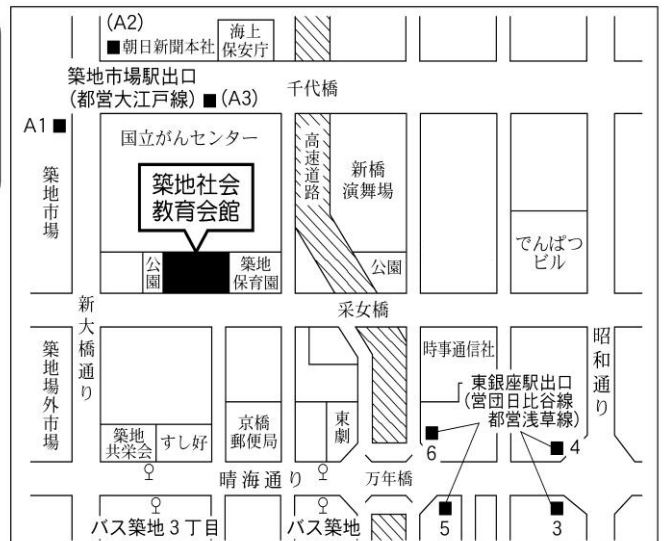 (A2)
■朝日新聞本社
海上
保安庁
築地市場駅出口
(都営大江戸線)■(A3)
千代橋
A1■
国立がんセンター
築地市場
高速道路
新橋
演舞場
築地社会
教育会館
でんぱつ
ビル
公園
築地
保育園
公園
新大橋通り
采女橋
築地場外市場
時事通信社
昭和通り
東銀座駅出口
(営団日比谷線
都営浅草線)
築地
共栄会
すし好
京橋
郵便局
東劇
6
4
晴海通り
万年橋
バス築地3丁目
バス築地
5
3